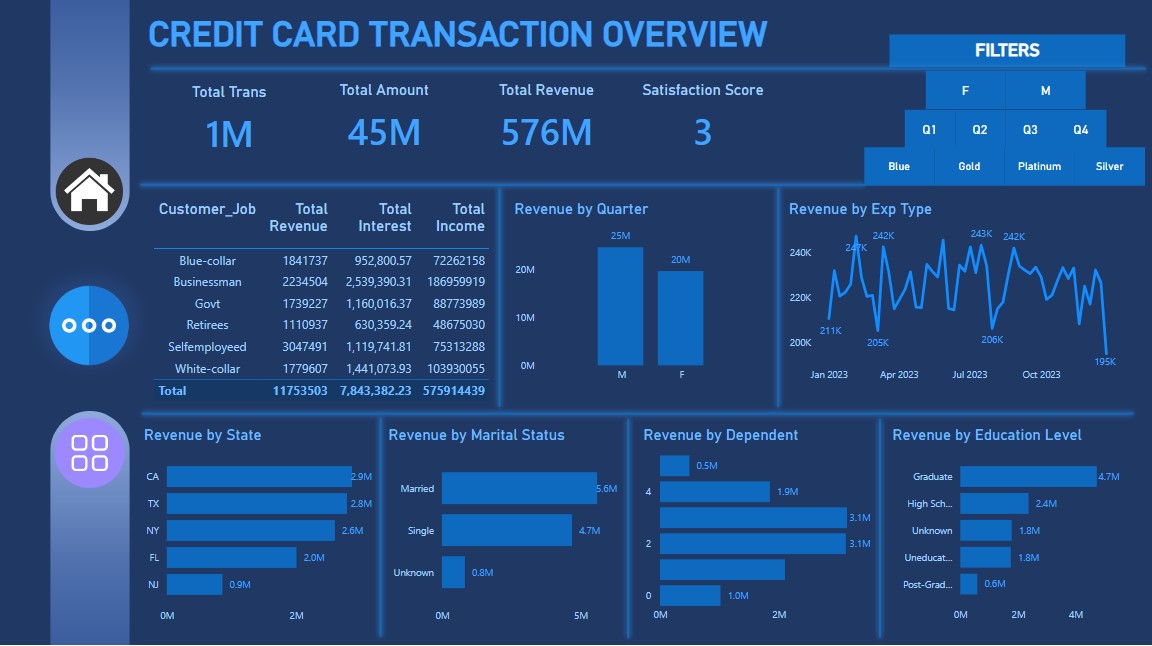 CREDIT CARD TRANSACTION OVERVIEW
FILTERS
F M
Q1 Q2 Q3 Q4
Blue Gold Platinum Silver
Total Trans Total Amount Total Revenue Satisfaction Score
1M 45M 576M 3
Customer_Job Total Revenue Total Interest Total Income
Blue-collar 1841737 952,800.57 72262158
Businessman 2234504 2,539,390.31 186959919
Govt 1739227 1,160,016.37 88773989
Retirees 1110937 630,359.24 48675030
Selfemployeed 3047491 1,119,741.81 75313288
White-collar 1779607 1,441,073.93 103930055
Total 11753503 7,843,382.23 575914439
Revenue by Quarter
25M
20M
20M
10M
0M
M F
Revenue by Exp Type
240K
220K
200K
211K
247K
242K
205K
243K
206K
242K
195K
Jan 2023 Apr 2023 Jul 2023 Oct 2023
Revenue by State
CA 2.9M
TX 2.8M
NY 2.6M
FL 2.0M
NJ 0.9M
0M 2M
Revenue by Marital Status
Married 5.6M
Single 4.7M
Unknown 0.8M
0M 5M
Revenue by Dependent
0.5M
4 1.9M
3.1M
2 3.1M
0 1.0M
0M 2M
Revenue by Education Level
Graduate 4.7M
High Sch... 2.4M
Unknown 1.8M
Uneducat... 1.8M
Post-Grad... 0.6M
0M 2M 4M